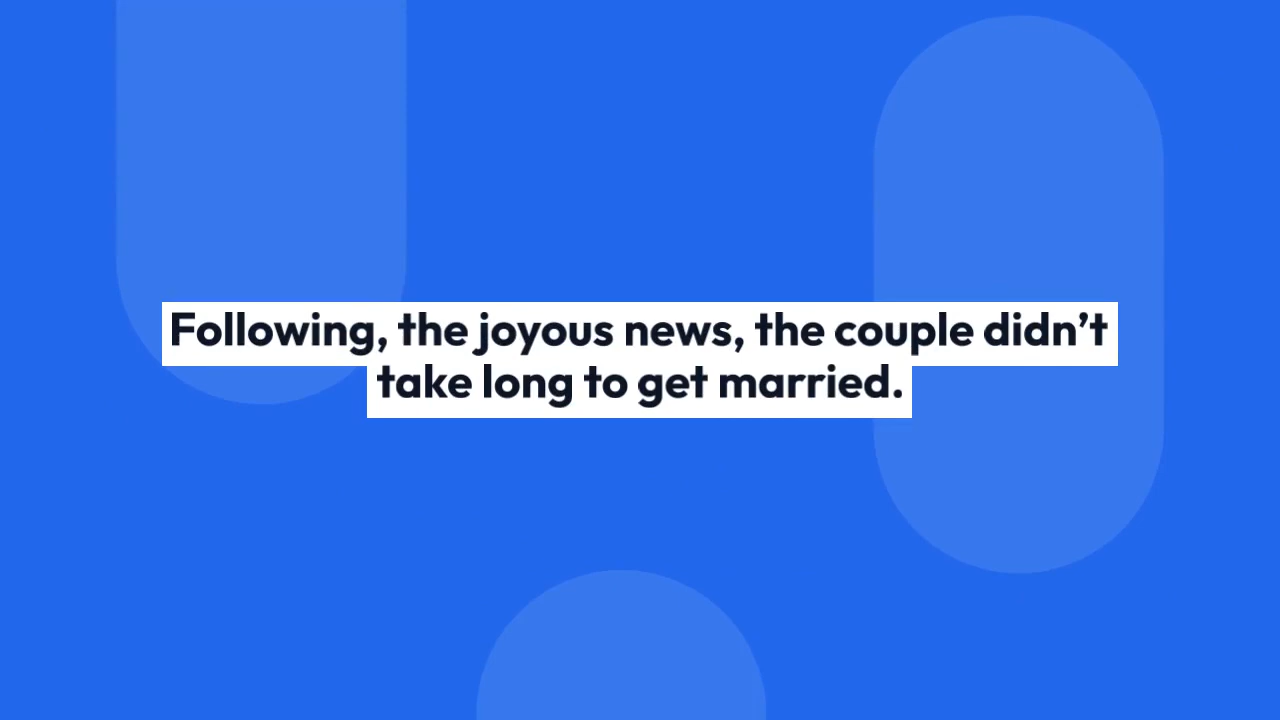 Following, the joyous news, the couple didn’t
take long to get married.